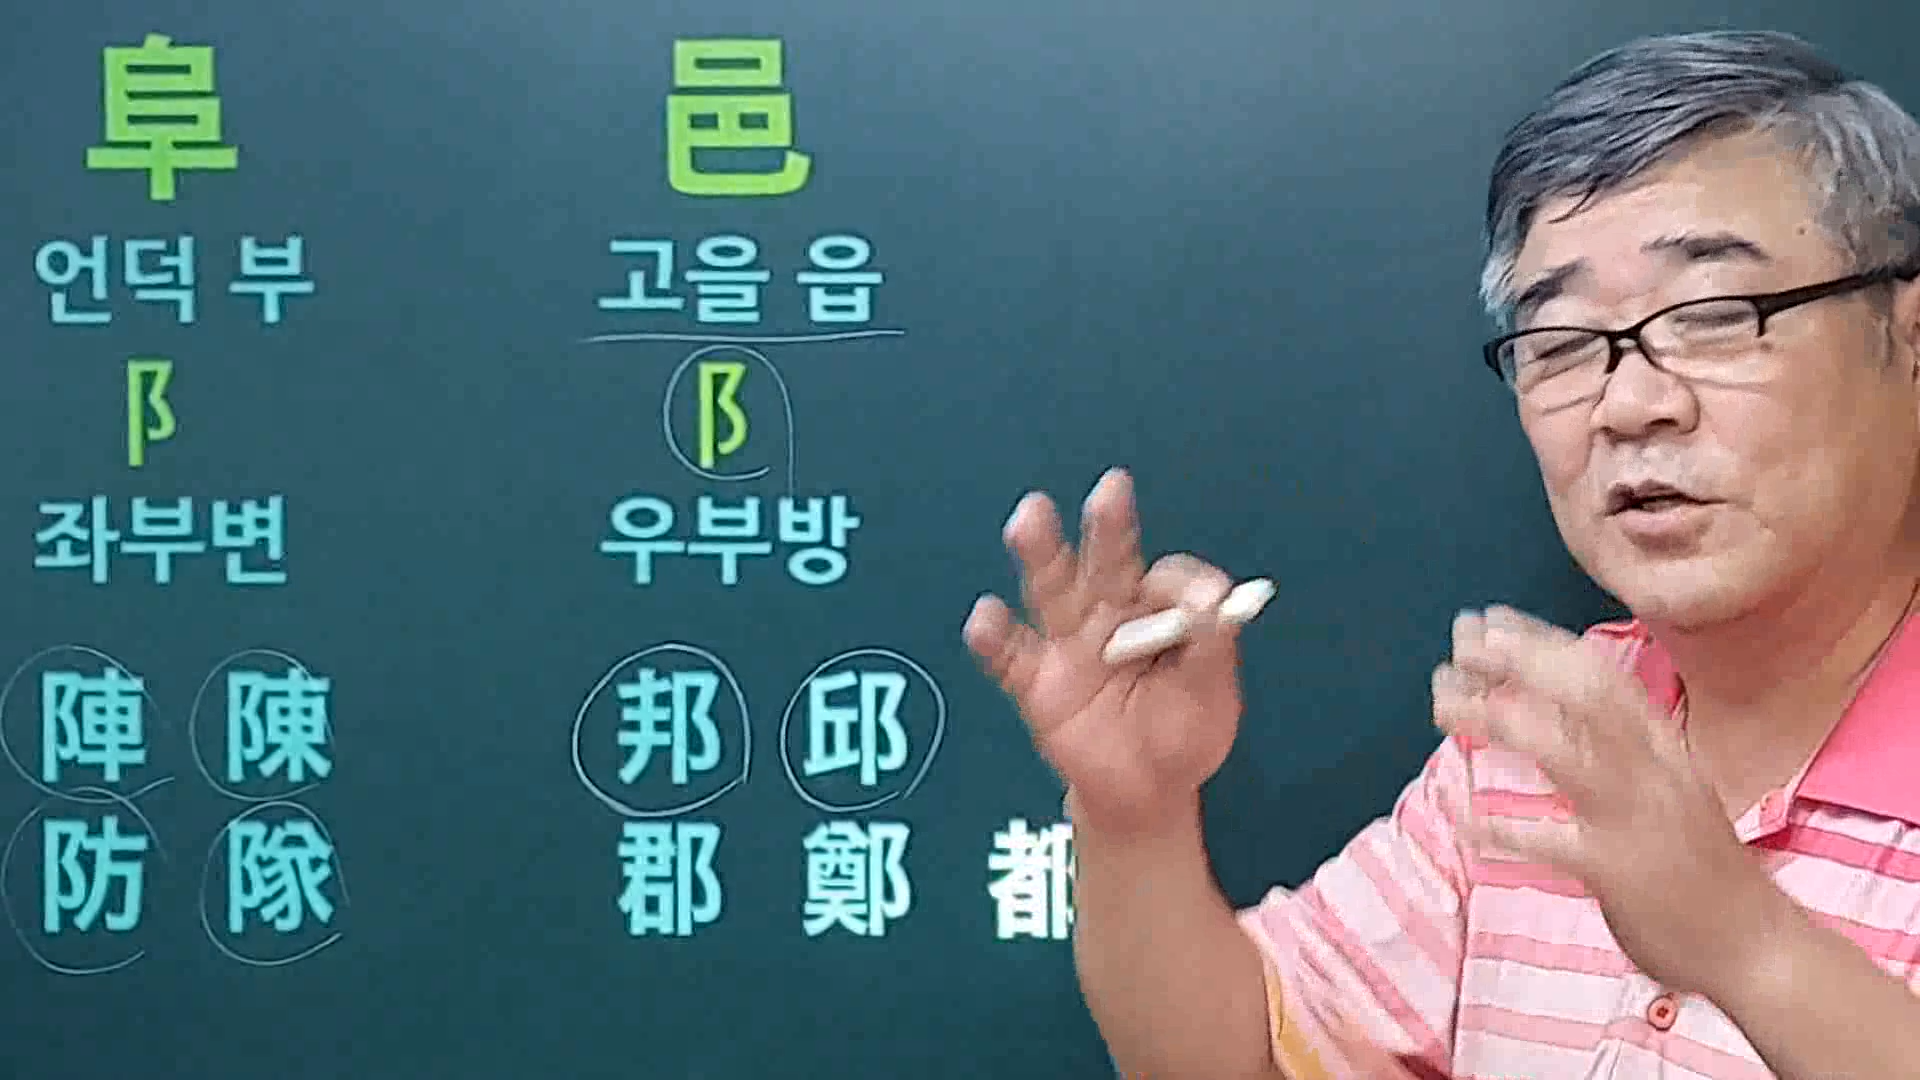 阜 邑
언덕 부 고을 읍
阝 阝
좌부변 우부방
陣 陳 邦 邱
防 隊 郡 鄭 都